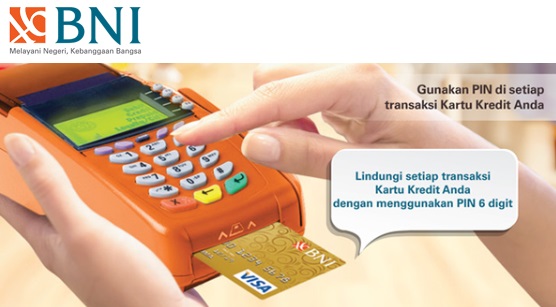 BNI
Melayani Negeri, Kebanggaan Bangsa
Gunakan PIN di setiap
transaksi Kartu Kredit Anda
Lindungi setiap transaksi
Kartu Kredit Anda
dengan menggunakan PIN 6 digit
BNI
VISA